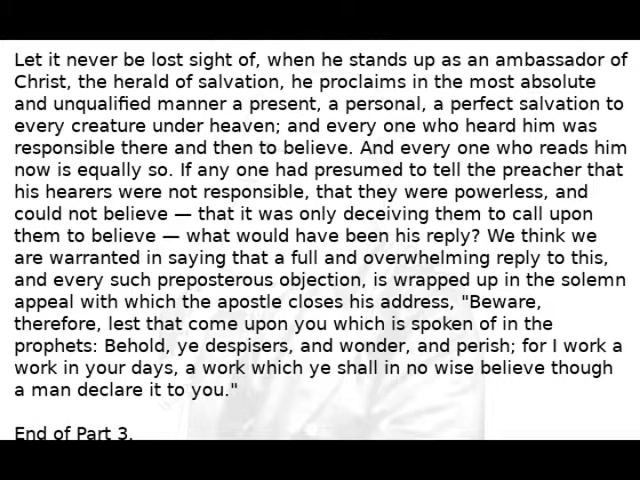 Let it never be lost sight of, when he stands up as an ambassador of
Christ, the herald of salvation, he proclaims in the most absolute
and unqualified manner a present, a personal, a perfect salvation to
every creature under heaven; and every one who heard him was
responsible there and then to believe. And every one who reads him
now is equally so. If any one had presumed to tell the preacher that
his hearers were not responsible, that they were powerless, and
could not believe — that it was only deceiving them to call upon
them to believe — what would have been his reply? We think we
are warranted in saying that a full and overwhelming reply to this,
and every such preposterous objection, is wrapped up in the solemn
appeal with which the apostle closes his address, "Beware,
therefore, lest that come upon you which is spoken of in the
prophets: Behold, ye despisers, and wonder, and perish; for I work a
work in your days, a work which ye shall in no wise believe though
a man declare it to you."
End of Part 3.